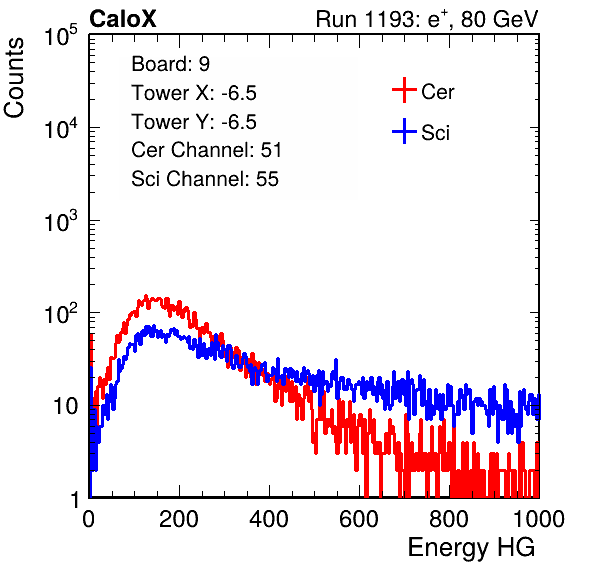 CaloX Run 1193: e⁺, 80 GeV
Counts
10⁵
10⁴
10³
10²
10
1
Board: 9
Tower X: -6.5
Tower Y: -6.5
Cer Channel: 51
Sci Channel: 55
Cer
Sci
0 200 400 600 800 1000
Energy HG